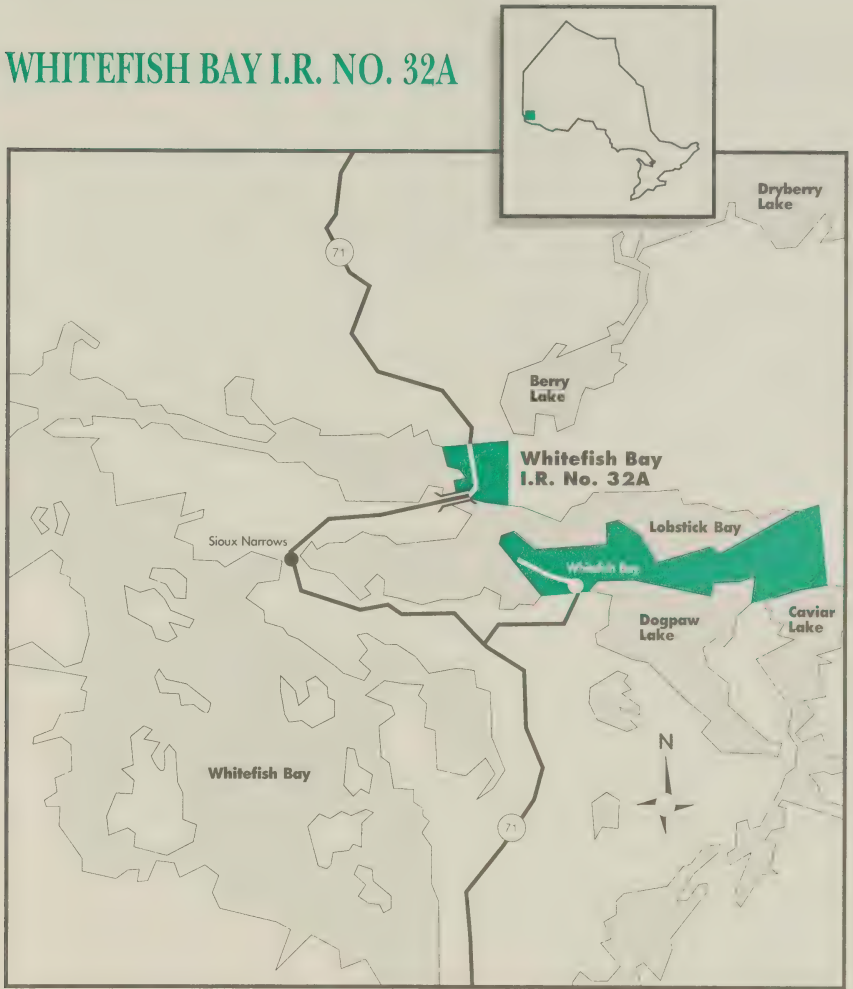 WHITEFISH BAY I.R. NO. 32A
Dryberry
Lake
71
Berry
Lake
Whitefish Bay
I.R. No. 32A
Lobstick Bay
Sioux Narrows
Whitefish Bay
Caviar
Lake
Dogpaw
Lake
N
Whitefish Bay
71